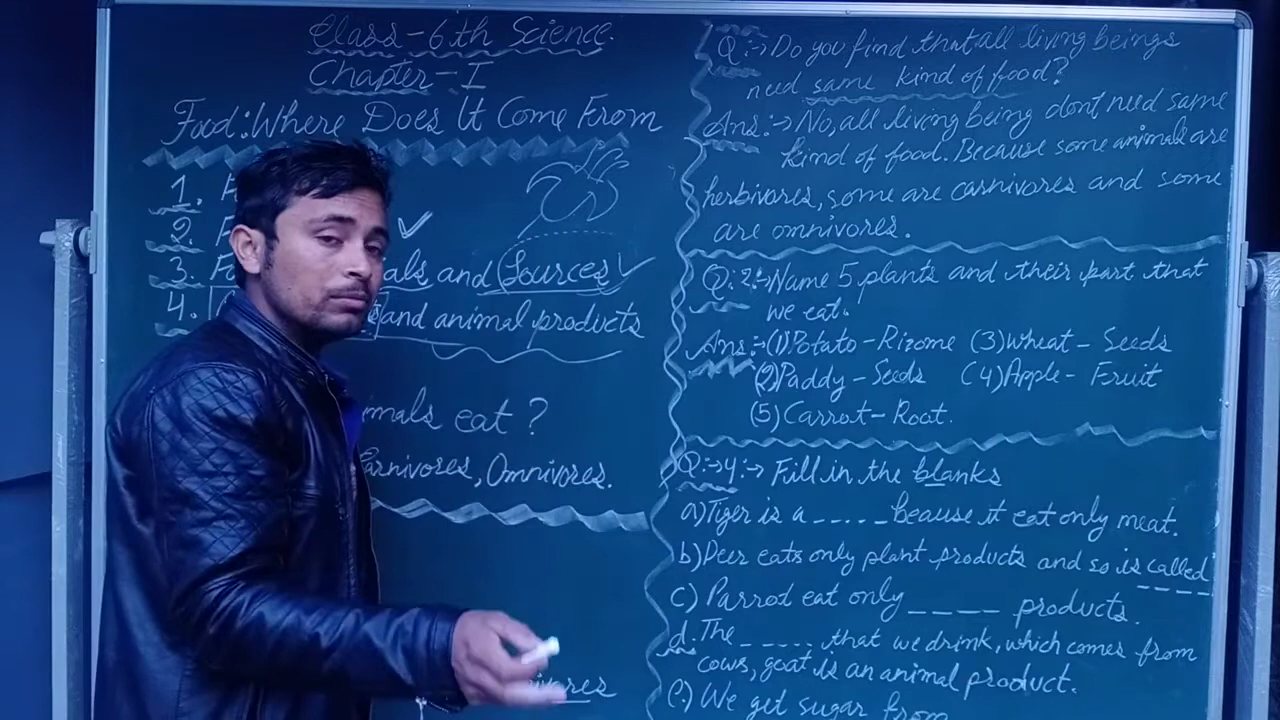 Class-6th Science.
Chapter-I
Food: Where Does It Come From
1.
2. ✓
3. and Sources ✓
4. and animal products
eat ?
Carnivores, Omnivores.
Q:-> Do you find that all living beings
need same kind of food?
Ans:-> No, all living being dont need same
kind of food. Because some animals are
herbivores, some are carnivores and some
are omnivores.
Q:2:- Name 5 plants and their part that
we eat.
Ans:- (1) Potato - Rizome (3) Wheat - Seeds
(2) Paddy - Seeds (4) Apple - Fruit
(5) Carrot - Root.
Q:->4:-> Fill in the blanks
a) Tiger is a _ _ _ _ _ beause it eat only meat.
b) Deer eats only plant products and so is called
_ _ _ _
c) Parrot eat only _ _ _ _ products.
d. The _ _ _ _ _ that we drink, which comes from
cows, goat is an animal product.
e.) We get sugar from